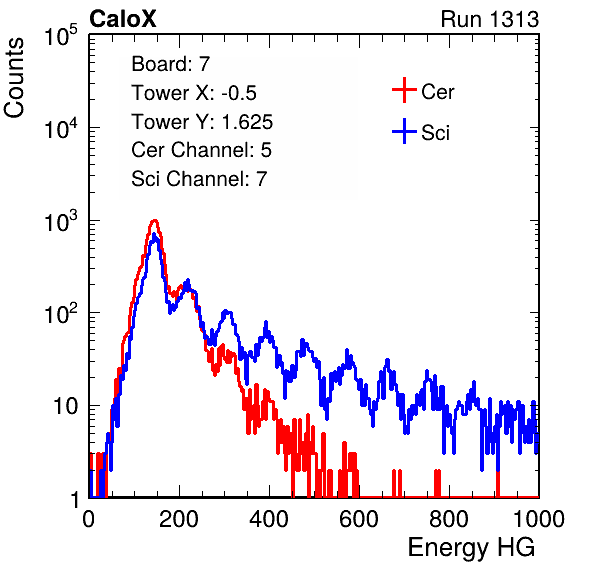 CaloX Run 1313
Counts
Board: 7
Tower X: -0.5
Tower Y: 1.625
Cer Channel: 5
Sci Channel: 7
Cer
Sci
10^5
10^4
10^3
10^2
10
1
0 200 400 600 800 1000
Energy HG